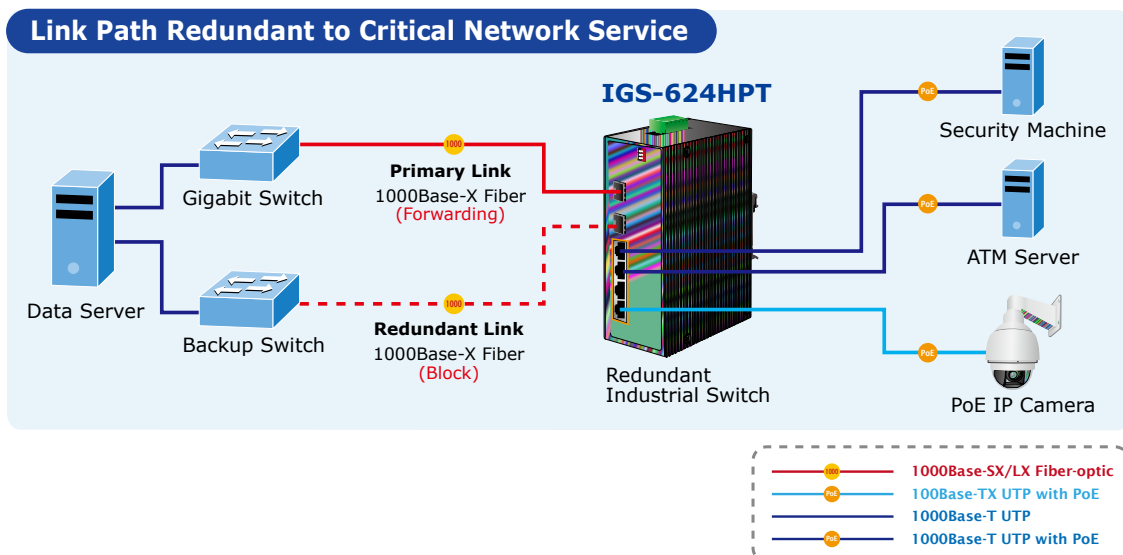 Link Path Redundant to Critical Network Service
IGS-624HPT
PoE
Security Machine
1000
Primary Link
1000Base-X Fiber
(Forwarding)
Gigabit Switch
PoE
ATM Server
Data Server
1000
Backup Switch
Redundant Link
1000Base-X Fiber
(Block)
Redundant
Industrial Switch
PoE
PoE IP Camera
1000
1000Base-SX/LX Fiber-optic
PoE
100Base-TX UTP with PoE
1000Base-T UTP
PoE
1000Base-T UTP with PoE